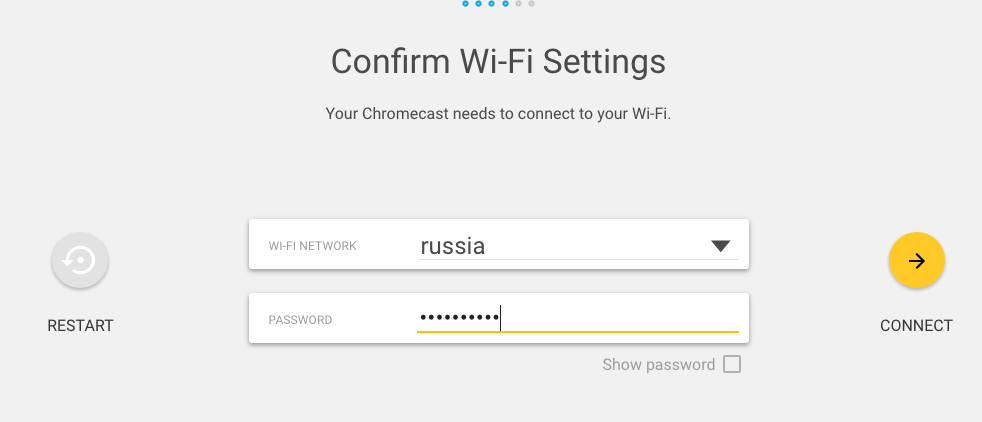 Confirm Wi-Fi Settings
Your Chromecast needs to connect to your Wi-Fi.
WI-FI NETWORK russia
PASSWORD ••••••••••
Show password
RESTART
CONNECT